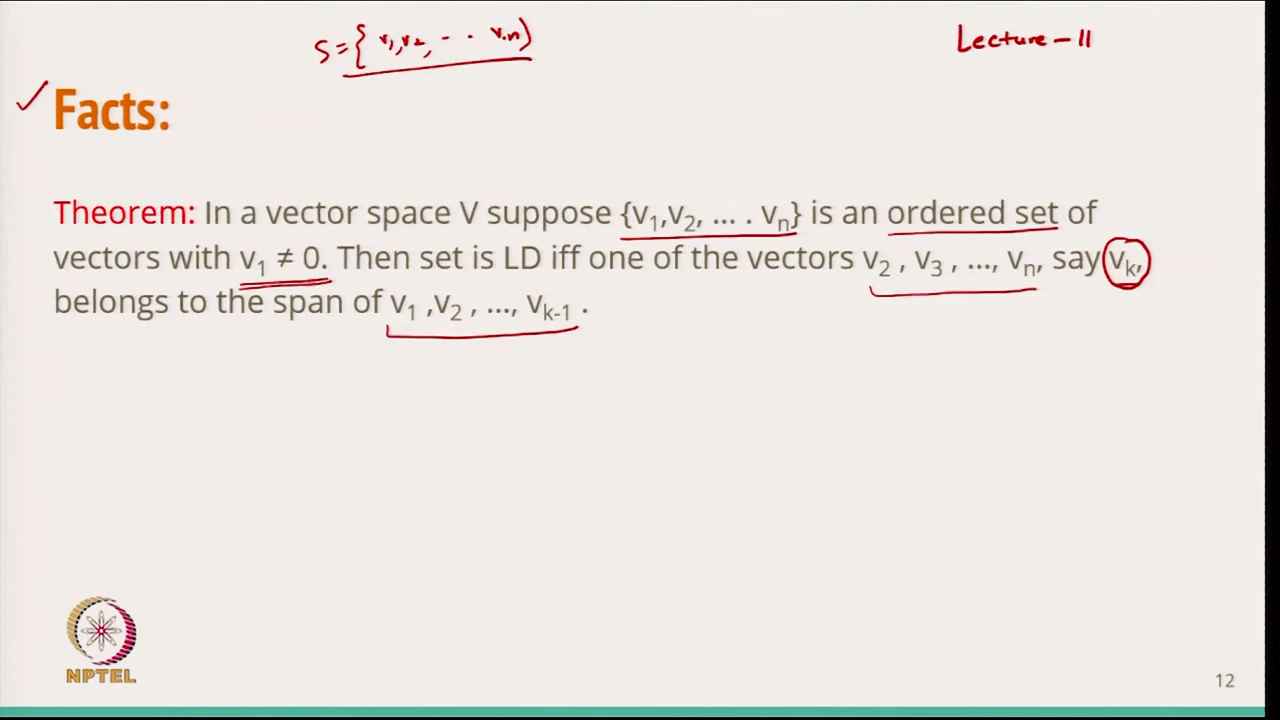 S = { v₁, v₂, - - · vₙ }
Lecture - 11
Facts:
Theorem: In a vector space V suppose {v₁,v₂, ... . vₙ} is an ordered set of
vectors with v₁ ≠ 0. Then set is LD iff one of the vectors v₂ , v₃ , ..., vₙ, say vₖ,
belongs to the span of v₁ ,v₂ , ..., vₖ₋₁ .
NPTEL
12